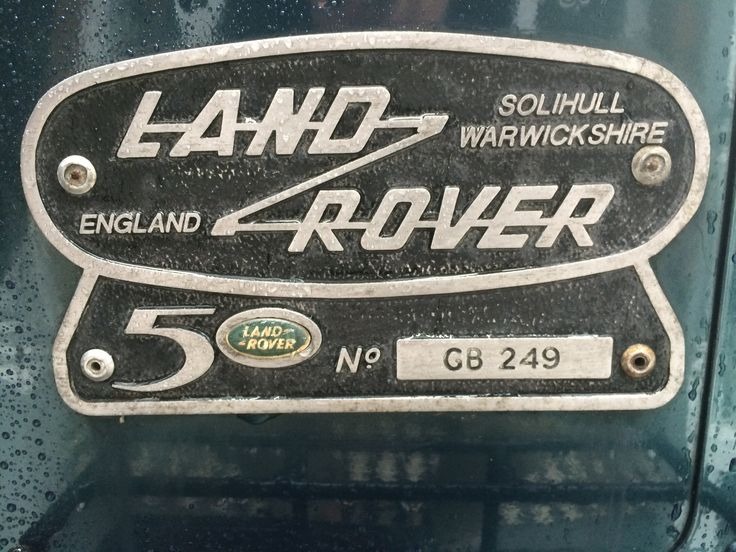 LAND
ROVER
SOLIHULL
WARWICKSHIRE
ENGLAND
5
LAND-
-ROVER
Nº
GB 249